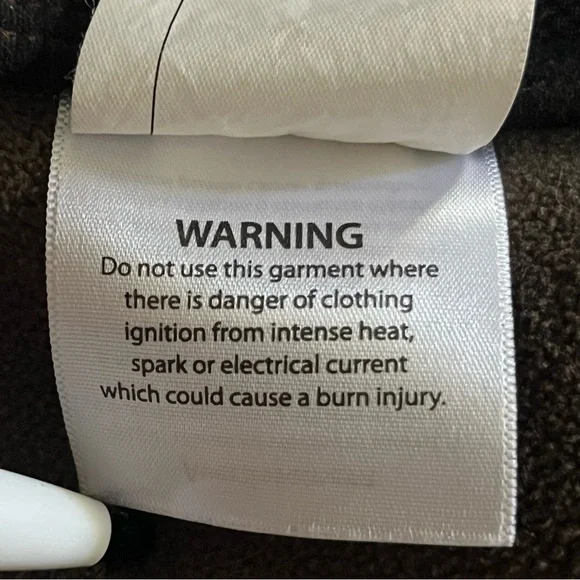 WARNING
Do not use this garment where
there is danger of clothing
ignition from intense heat,
spark or electrical current
which could cause a burn injury.